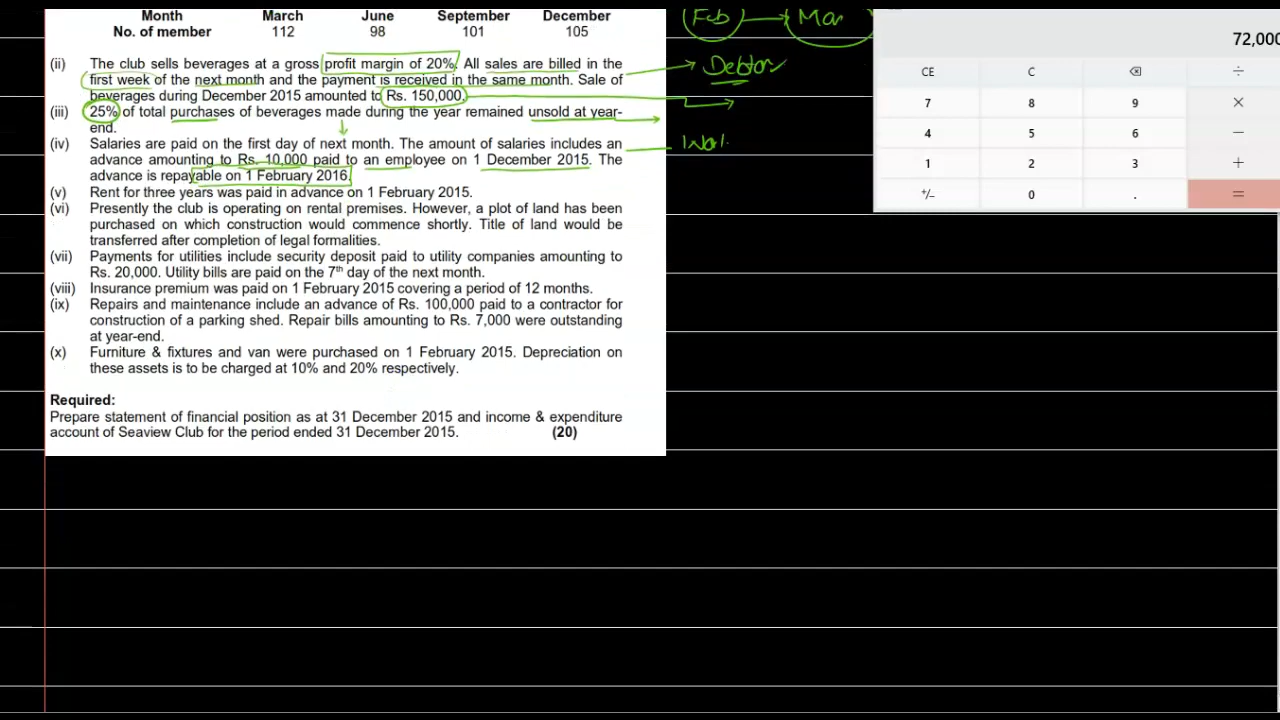 Month March June September December
No. of member 112 98 101 105
Feb → Mar
72,000
(ii) The club sells beverages at a gross profit margin of 20%. All sales are billed in the
first week of the next month and the payment is received in the same month. Sale of
beverages during December 2015 amounted to Rs. 150,000.
Debtor
(iii) 25% of total purchases of beverages made during the year remained unsold at year-
end.
(iv) Salaries are paid on the first day of next month. The amount of salaries includes an
advance amounting to Rs. 10,000 paid to an employee on 1 December 2015. The
advance is repayable on 1 February 2016.
(v) Rent for three years was paid in advance on 1 February 2015.
(vi) Presently the club is operating on rental premises. However, a plot of land has been
purchased on which construction would commence shortly. Title of land would be
transferred after completion of legal formalities.
(vii) Payments for utilities include security deposit paid to utility companies amounting to
Rs. 20,000. Utility bills are paid on the 7th day of the next month.
(viii) Insurance premium was paid on 1 February 2015 covering a period of 12 months.
(ix) Repairs and maintenance include an advance of Rs. 100,000 paid to a contractor for
construction of a parking shed. Repair bills amounting to Rs. 7,000 were outstanding
at year-end.
(x) Furniture & fixtures and van were purchased on 1 February 2015. Depreciation on
these assets is to be charged at 10% and 20% respectively.
Required:
Prepare statement of financial position as at 31 December 2015 and income & expenditure
account of Seaview Club for the period ended 31 December 2015. (20)
CE C ⌫ ÷
7 8 9 ×
4 5 6 −
1 2 3 +
+/− 0 . =